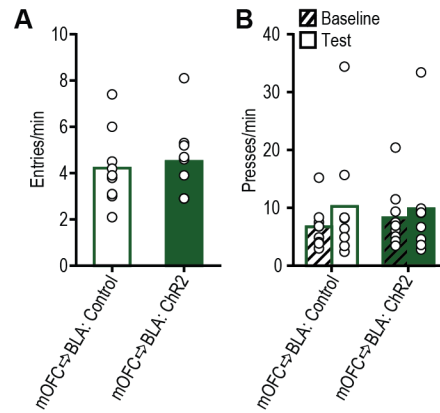 A
Entries/min
10
8
6
4
2
0
mOFC⇨BLA: Control
mOFC⇨BLA: ChR2
B
Baseline
Test
Presses/min
40
30
20
10
0
mOFC⇨BLA: Control
mOFC⇨BLA: ChR2